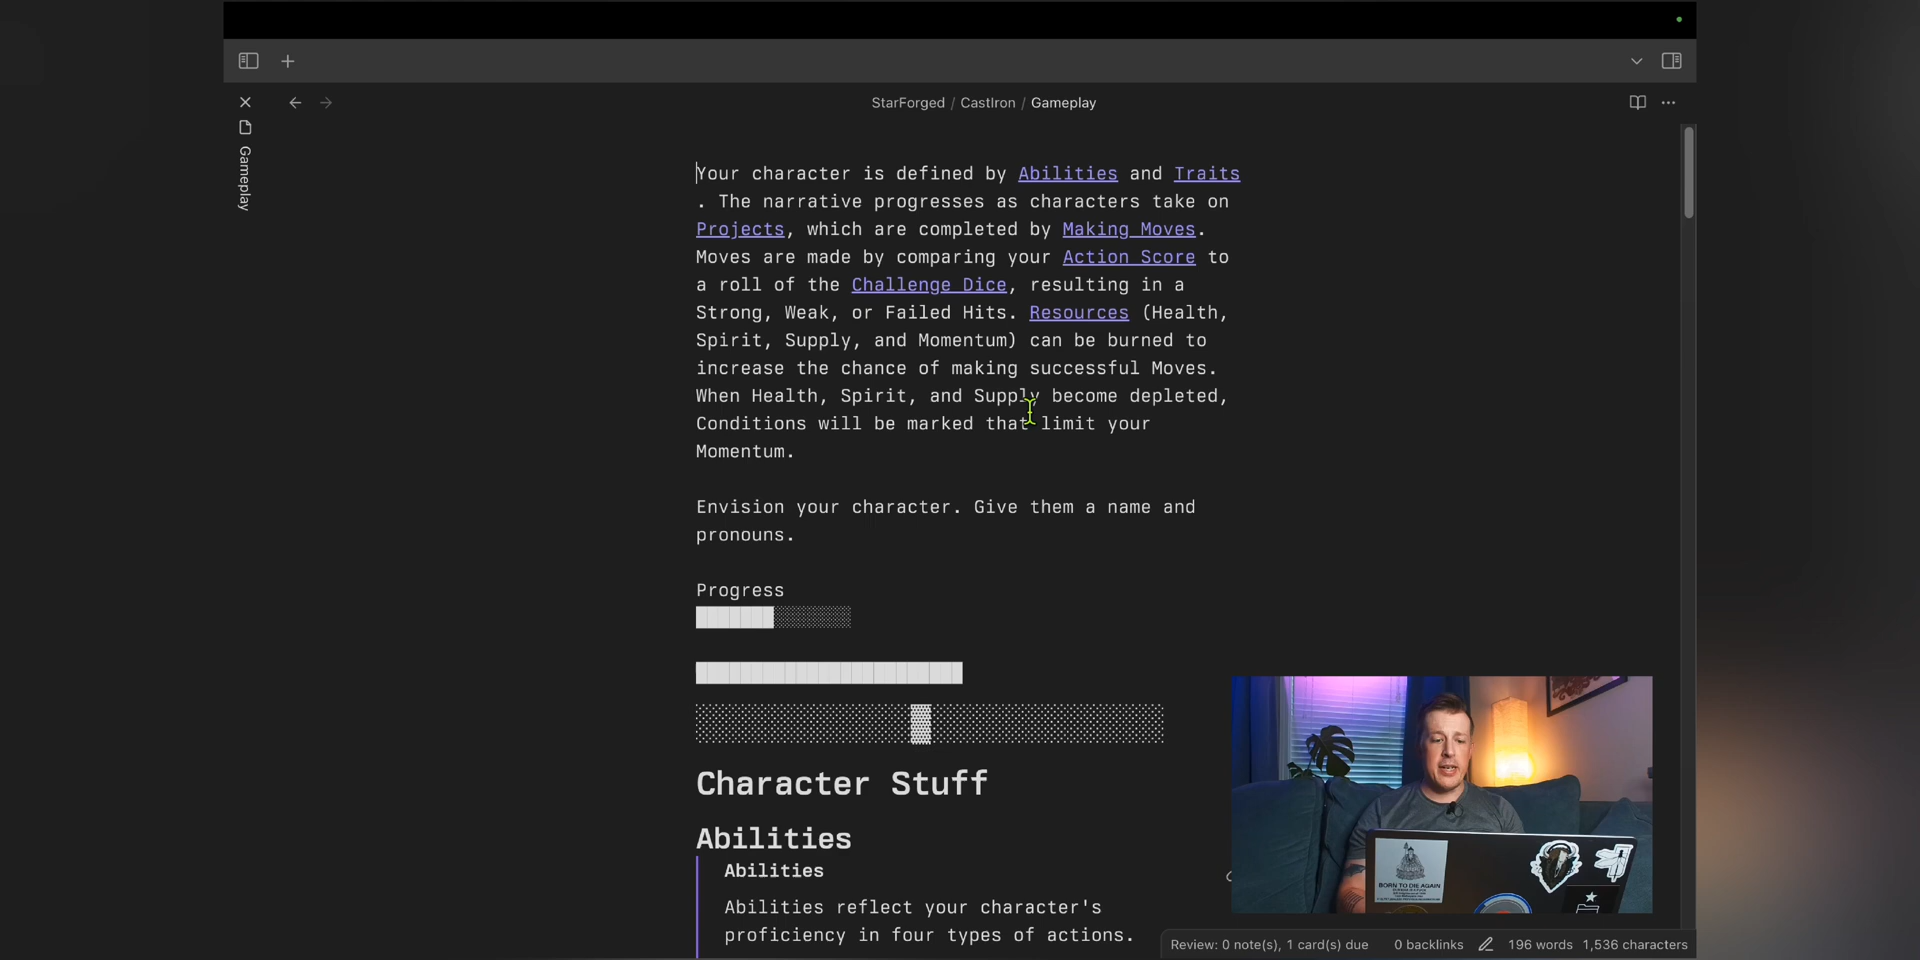 StarForged / CastIron / Gameplay
Gameplay
Your character is defined by Abilities and Traits
. The narrative progresses as characters take on
Projects, which are completed by Making Moves.
Moves are made by comparing your Action Score to
a roll of the Challenge Dice, resulting in a
Strong, Weak, or Failed Hits. Resources (Health,
Spirit, Supply, and Momentum) can be burned to
increase the chance of making successful Moves.
When Health, Spirit, and Supply become depleted,
Conditions will be marked that limit your
Momentum.
Envision your character. Give them a name and
pronouns.
Progress
Character Stuff
Abilities
Abilities
Abilities reflect your character's
proficiency in four types of actions.
BORN TO DIE AGAIN
Review: 0 note(s), 1 card(s) due 0 backlinks 196 words 1,536 characters